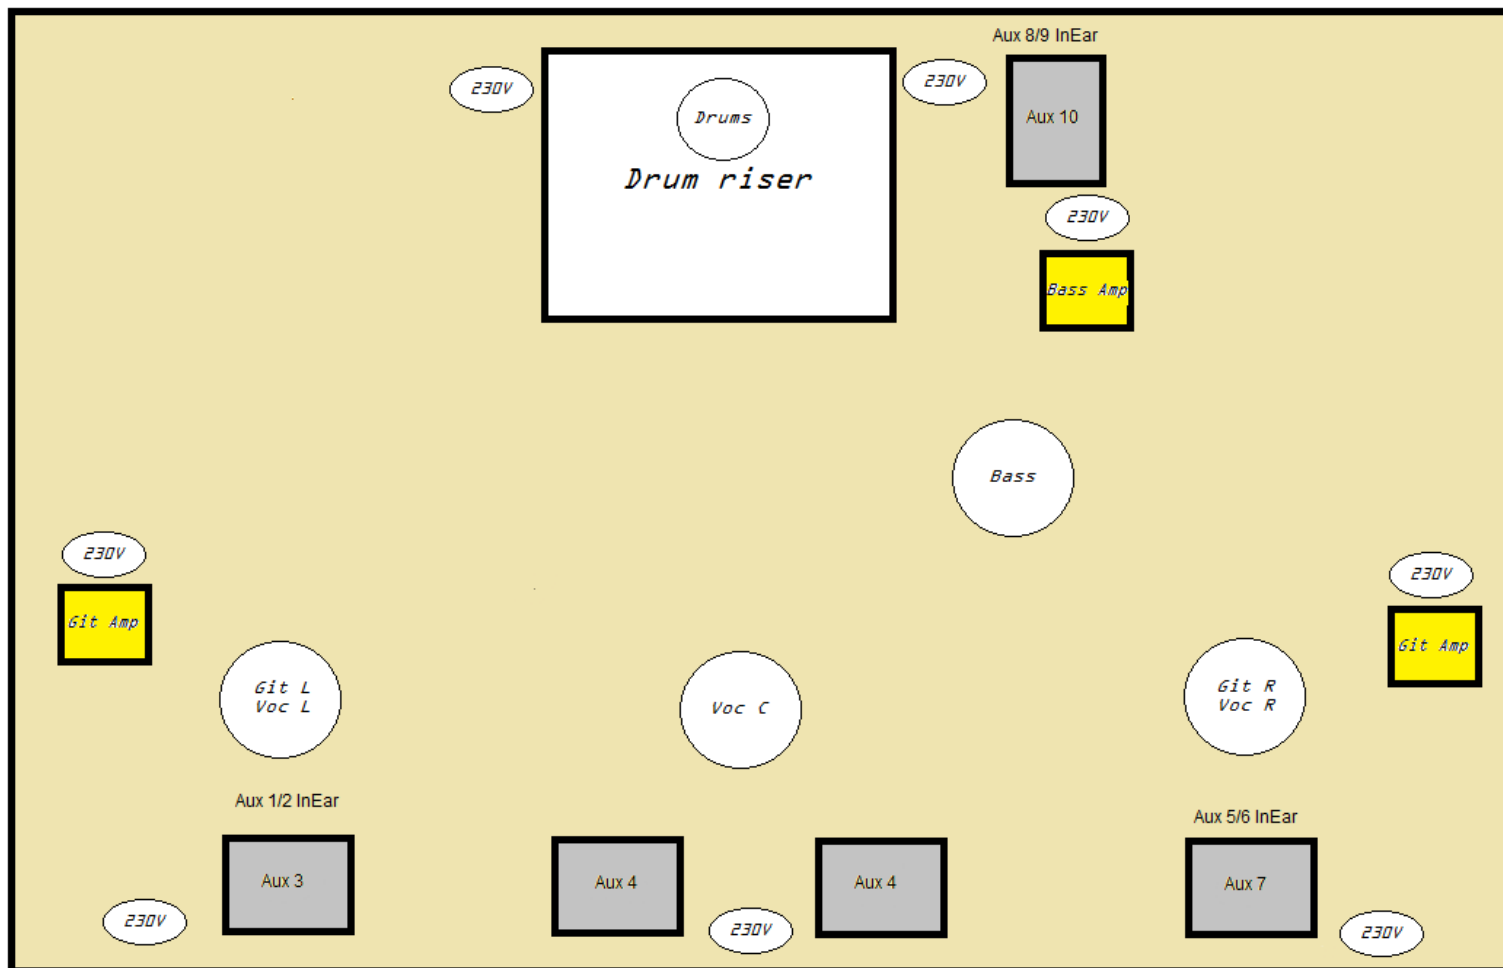 Aux 8/9 InEar
230V
230V
Drums
Aux 10
Drum riser
230V
Bass Amp
Bass
230V
230V
Git Amp
Git Amp
Git L
Voc L
Voc C
Git R
Voc R
Aux 1/2 InEar
Aux 5/6 InEar
Aux 3
Aux 4
Aux 4
Aux 7
230V
230V
230V